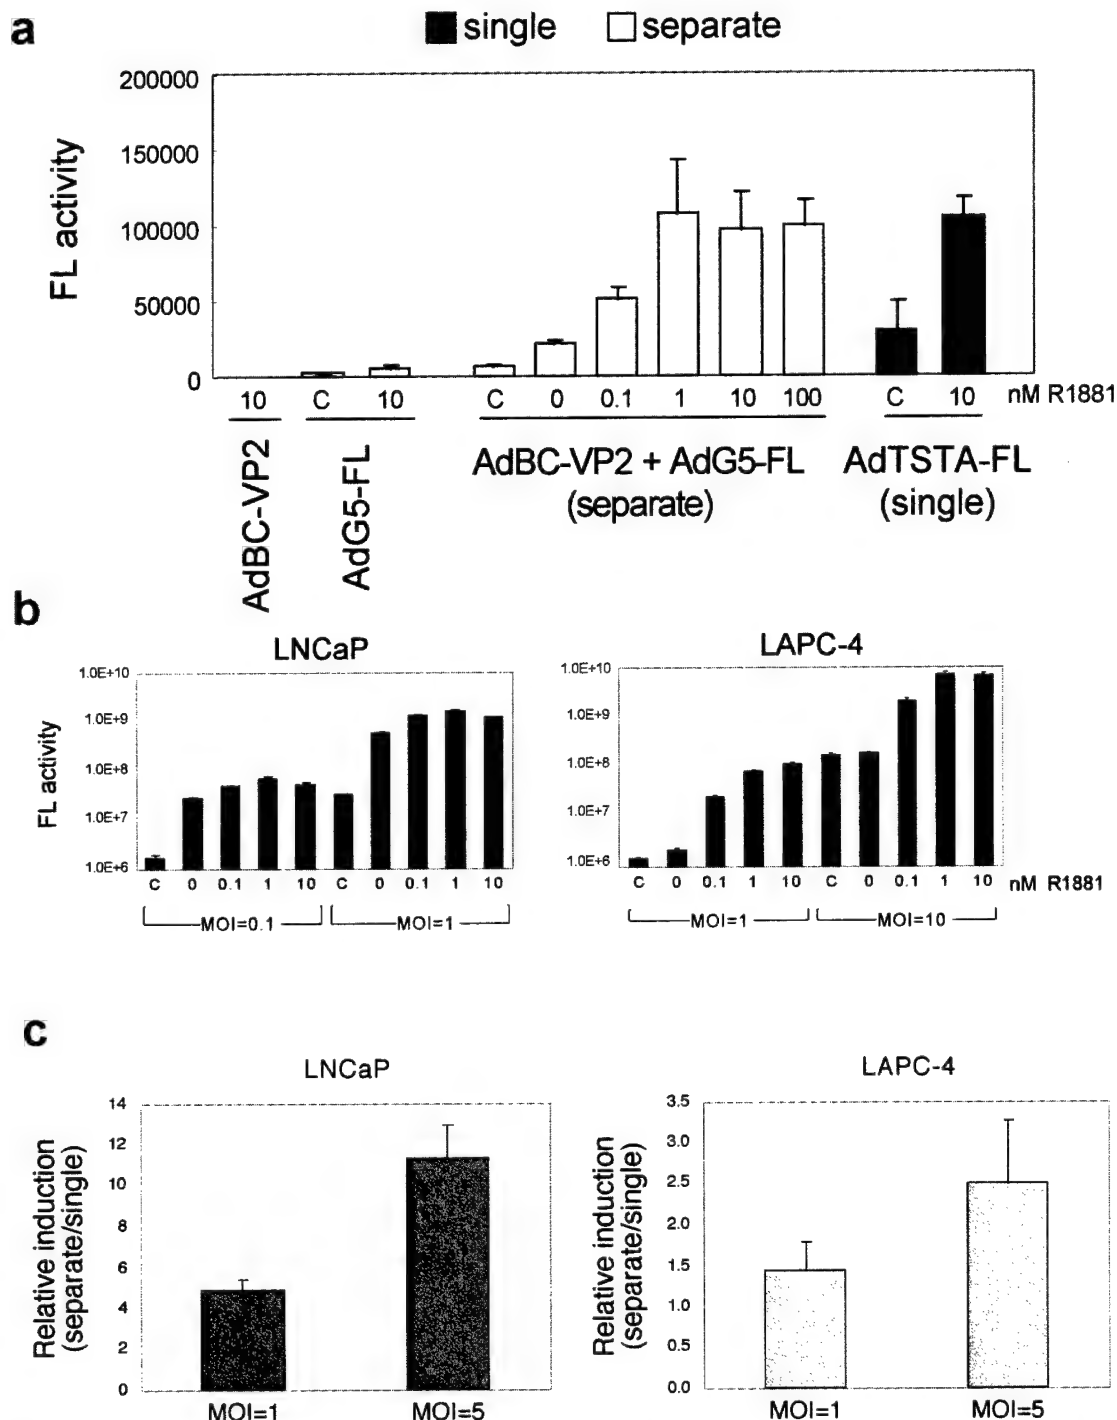 a
single separate
200000
150000
100000
50000
0
FL activity
10 C 10 C 0 0.1 1 10 100 C 10 nM R1881
AdBC-VP2
AdG5-FL
AdBC-VP2 + AdG5-FL
(separate)
AdTSTA-FL
(single)
b
LNCaP
1.0E+10
1.0E+9
1.0E+8
1.0E+7
1.0E+6
FL activity
C 0 0.1 1 10 C 0 0.1 1 10
MOI=0.1 MOI=1
LAPC-4
1.0E+10
1.0E+9
1.0E+8
1.0E+7
1.0E+6
C 0 0.1 1 10 C 0 0.1 1 10 nM R1881
MOI=1 MOI=10
c
LNCaP
14
12
10
8
6
4
2
0
Relative induction
(separate/single)
MOI=1 MOI=5
LAPC-4
3.5
3.0
2.5
2.0
1.5
1.0
0.5
0.0
Relative induction
(separate/single)
MOI=1 MOI=5